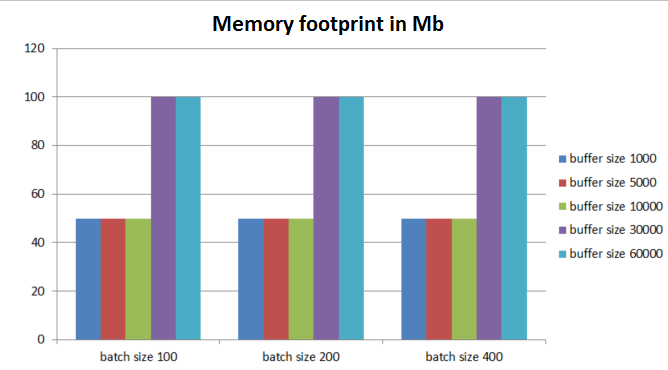 Memory footprint in Mb
120
100
80
60
40
20
0
batch size 100
batch size 200
batch size 400
buffer size 1000
buffer size 5000
buffer size 10000
buffer size 30000
buffer size 60000